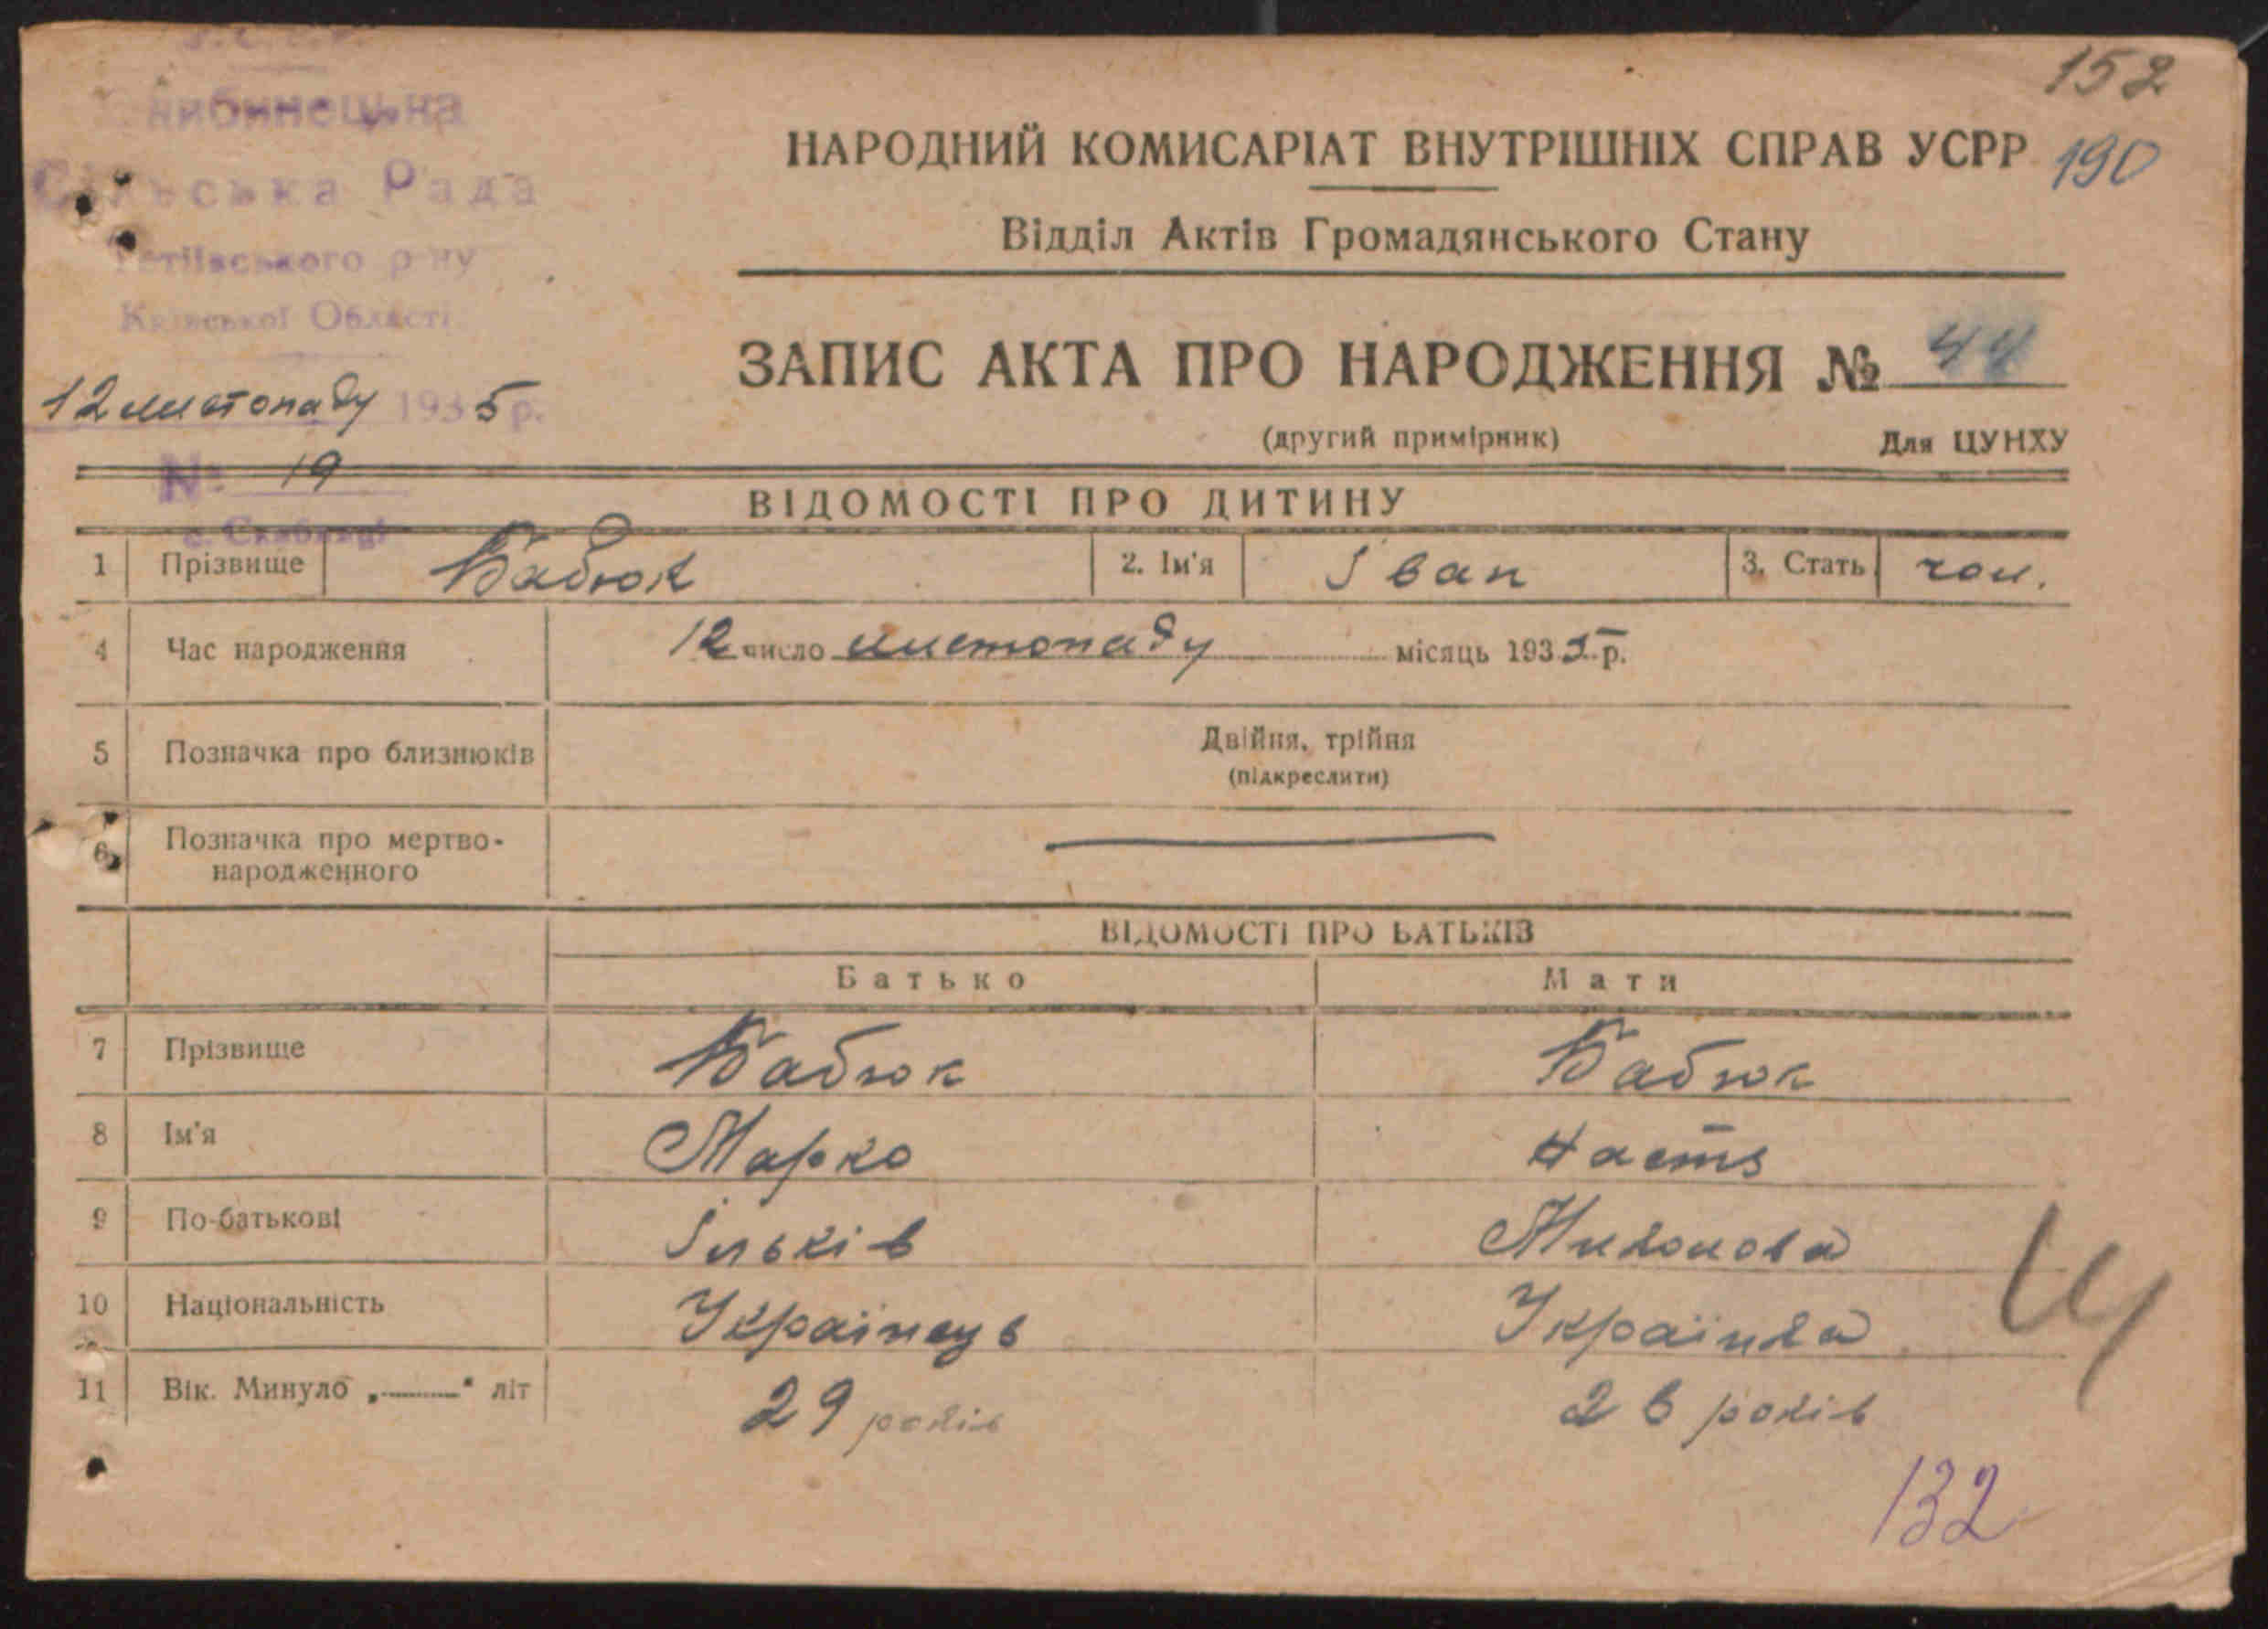 152
НАРОДНИЙ КОМИСАРІАТ ВНУТРІШНІХ СПРАВ УСРР
190
Сільська Рада
Відділ Актів Громадянського Стану
Тетіївського р-ну
Київської Області
ЗАПИС АКТА ПРО НАРОДЖЕННЯ № 44
12 листопаду 1935 р.
(другий примірник) Для ЦУНХУ
№ 19
ВІДОМОСТІ ПРО ДИТИНУ
1 Прізвище Бабюк 2. Ім'я Іван 3. Стать чол.
4 Час народження 12 число листопаду місяць 1935 р.
5 Позначка про близнюків Двійня, трійня
(підкреслити)
6 Позначка про мертво-
народженного
ВІДОМОСТІ ПРО БАТЬКІВ
Батько Мати
7 Прізвище Бабюк Бабюк
8 Ім'я Марко Настя
9 По-батькові Ільків
10 Національність Українець Українка
11 Вік. Минуло „ “ літ 29 років 26 років
132